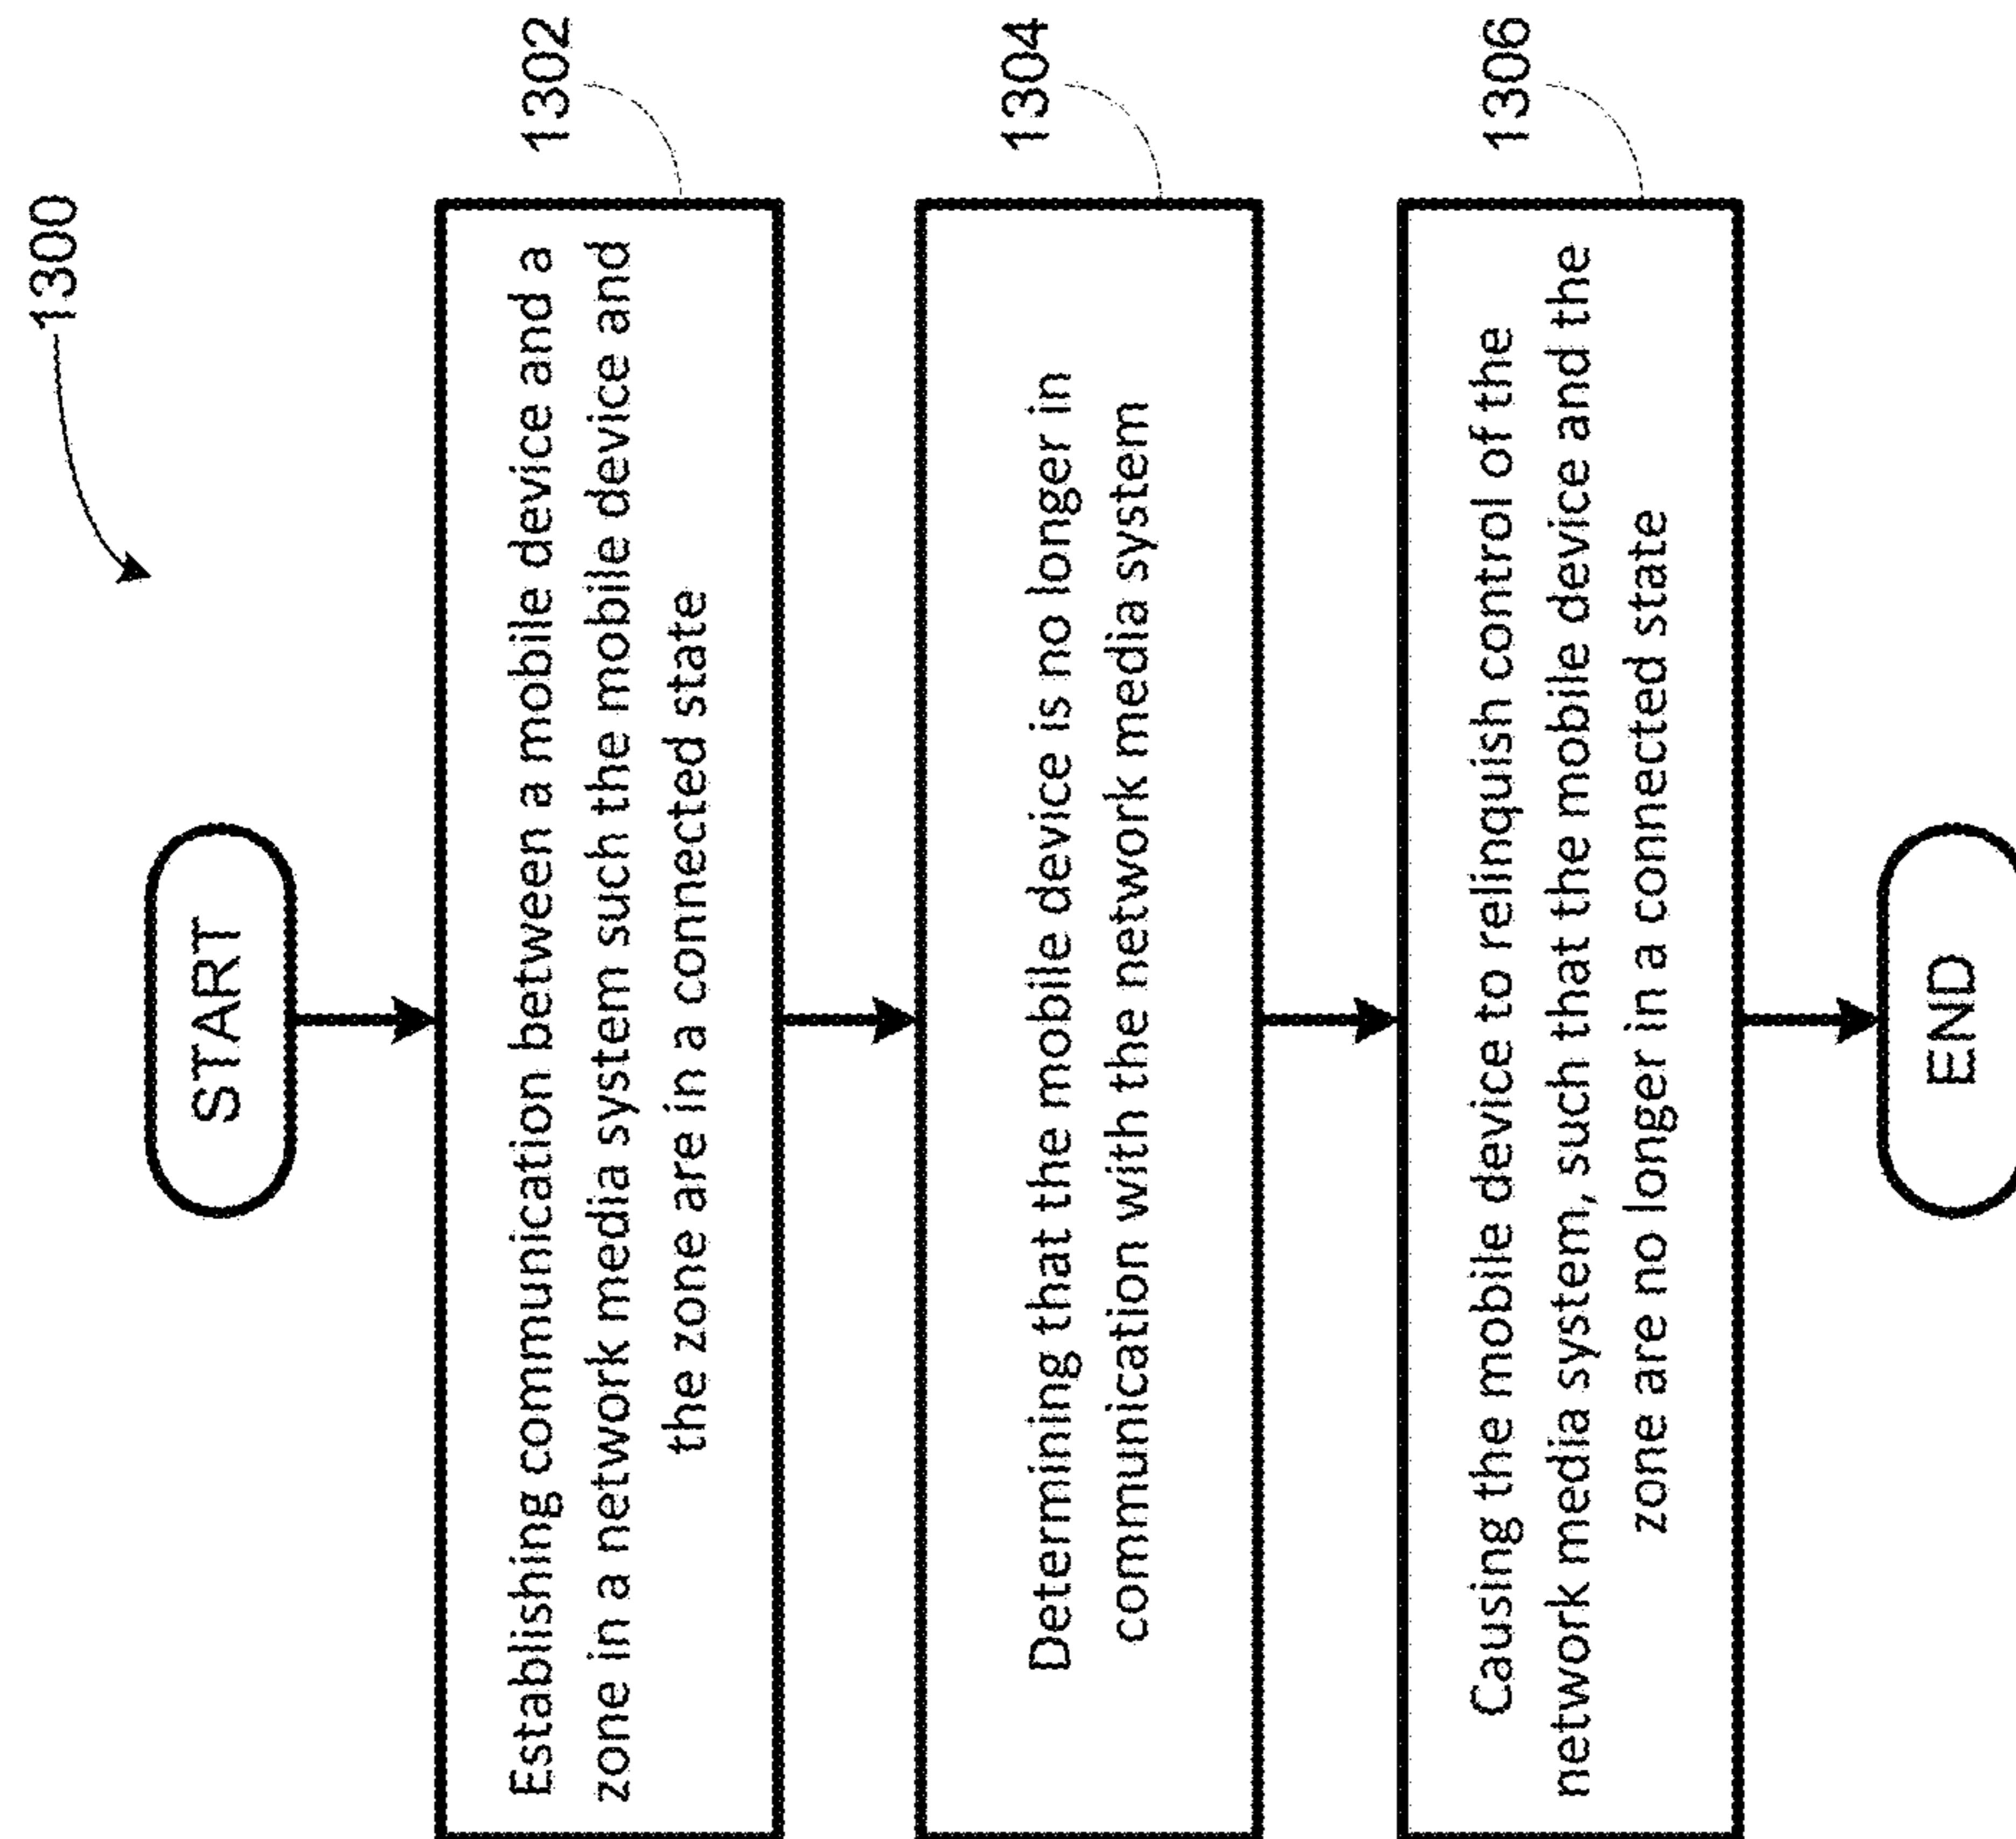 1300
START
Establishing communication between a mobile device and a
zone in a network media system such the mobile device and
the zone are in a connected state
1302
Determining that the mobile device is no longer in
communication with the network media system
1304
Causing the mobile device to relinquish control of the
network media system, such that the mobile device and the
zone are no longer in a connected state
1306
END